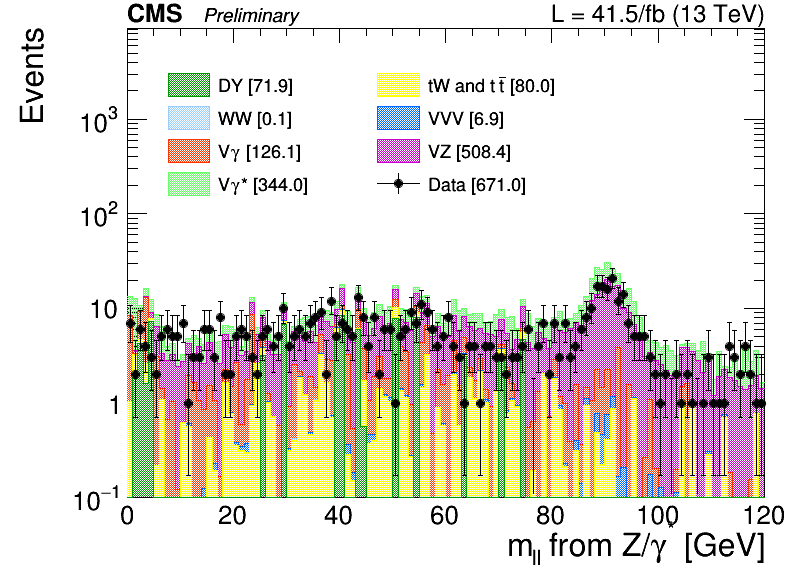 CMS Preliminary L = 41.5/fb (13 TeV)
Events
DY [71.9]
tW and t t̄ [80.0]
WW [0.1]
VVV [6.9]
Vγ [126.1]
VZ [508.4]
Vγ* [344.0]
Data [671.0]
10³
10²
10
1
10⁻¹
0 20 40 60 80 100 120
m_ll from Z/γ* [GeV]